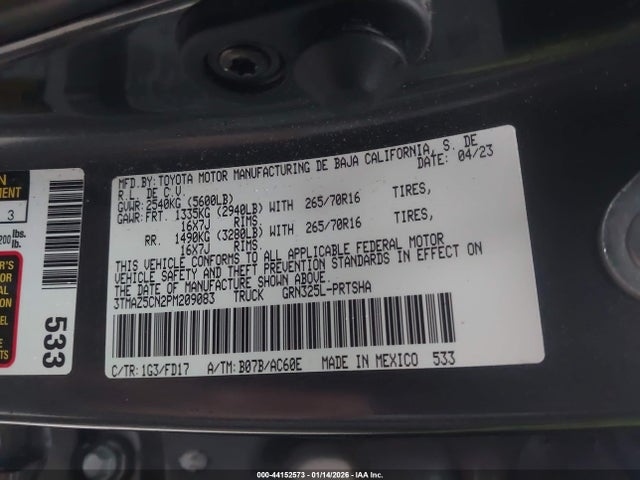 MFD.BY: TOYOTA MOTOR MANUFACTURING DE BAJA CALIFORNIA, S. DE
R.L. DE C.V. DATE: 04/23
GVWR: 2540KG (5600LB)
GAWR: FRT. 1335KG (2940LB) WITH 265/70R16 TIRES,
16X7J RIMS
RR. 1490KG (3280LB) WITH 265/70R16 TIRES,
16X7J RIMS
THIS VEHICLE CONFORMS TO ALL APPLICABLE FEDERAL MOTOR
VEHICLE SAFETY AND THEFT PREVENTION STANDARDS IN EFFECT ON
THE DATE OF MANUFACTURE SHOWN ABOVE.
3TMAZ5CN2PM209083 TRUCK GRN325L-PRTSHA
C/TR: 1G3/FD17 A/TM: B07B/AC60E MADE IN MEXICO 533
3
200 lbs.
lb.
533
000-44152573 — 01/14/2026 — IAA Inc.